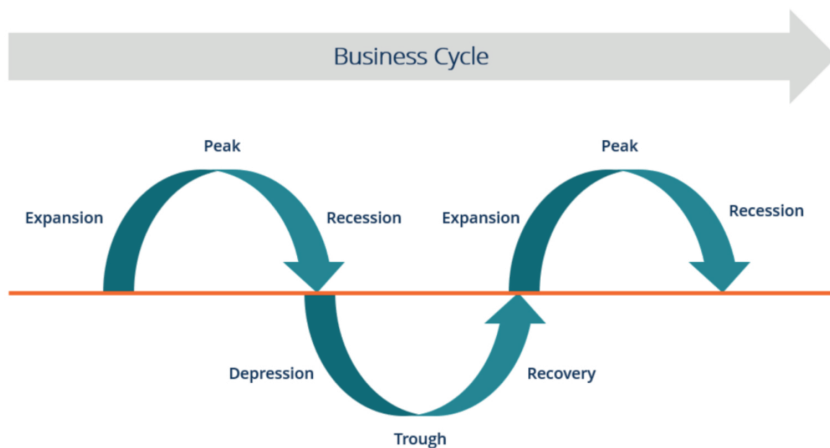 Business Cycle
Peak
Peak
Expansion
Recession
Expansion
Recession
Depression
Recovery
Trough